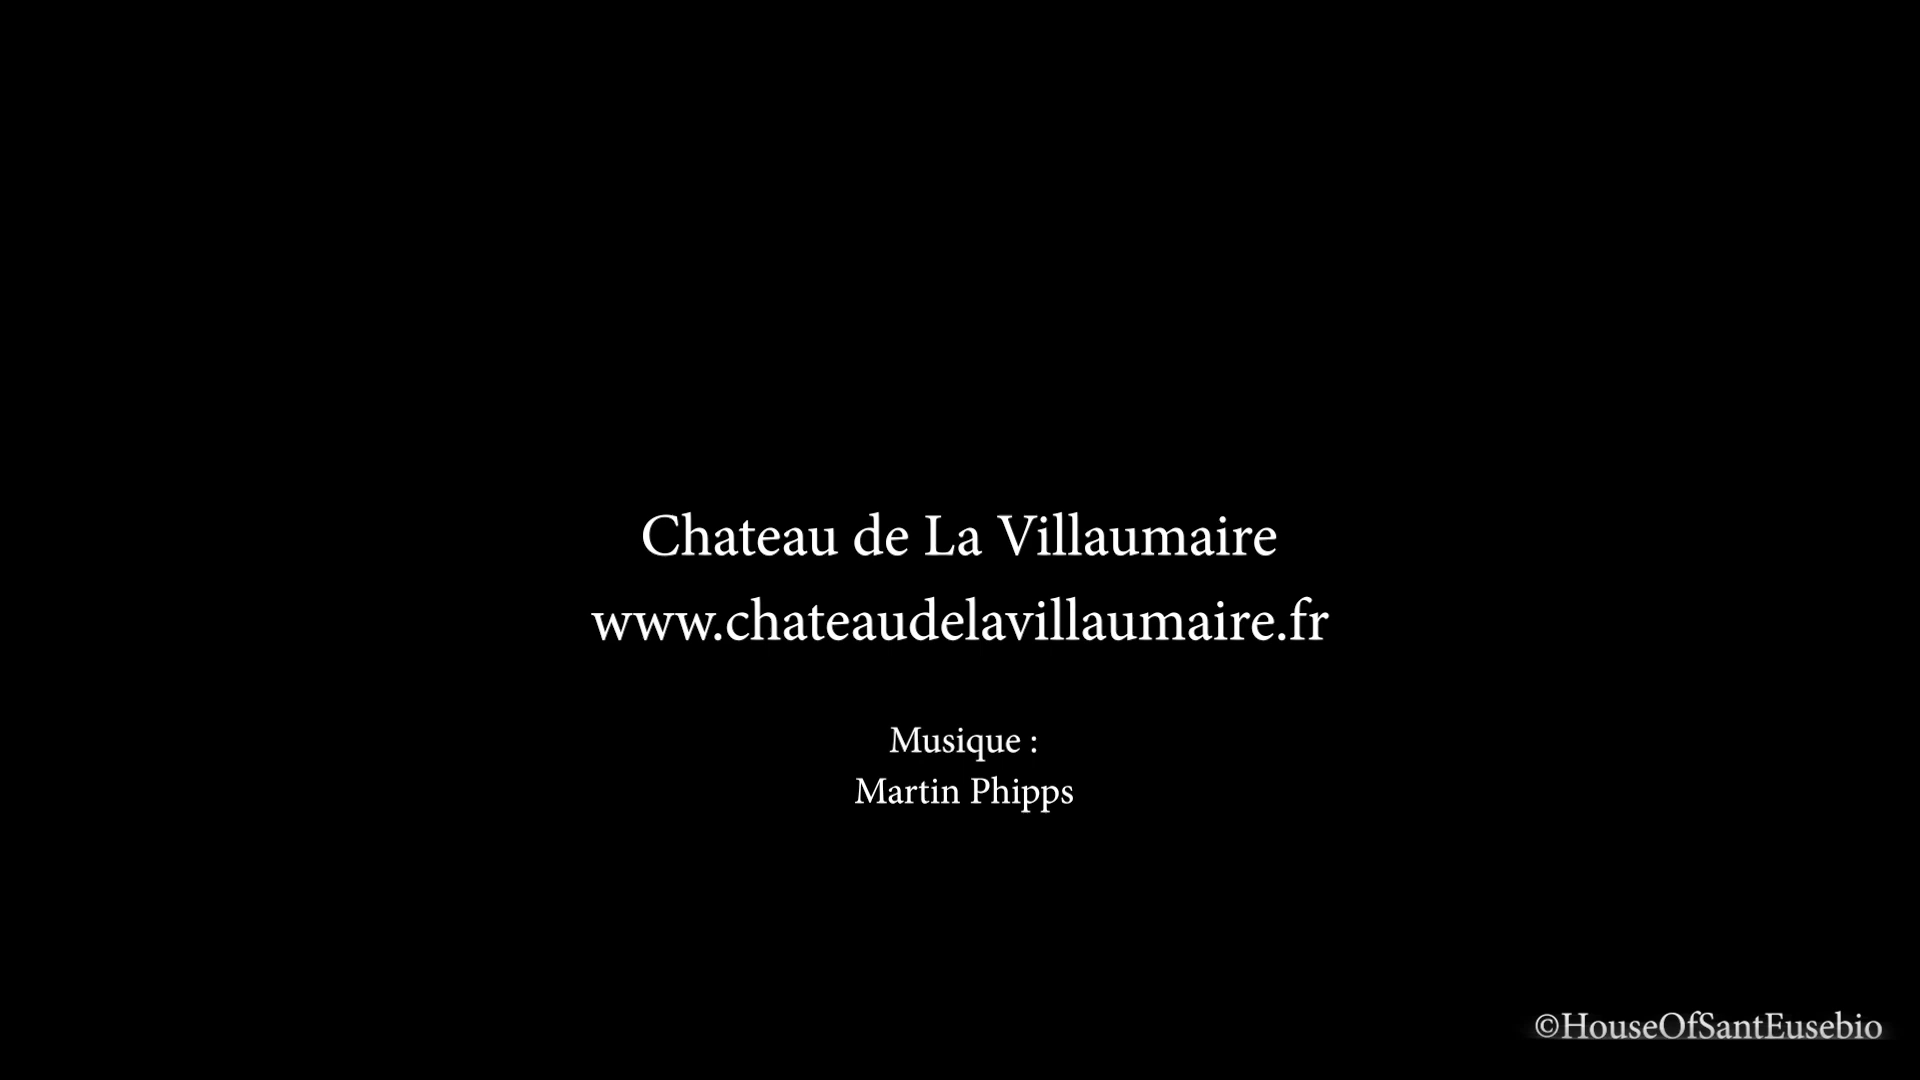 Chateau de La Villaumaire
www.chateaudelavillaumaire.fr
Musique :
Martin Phipps
©HouseOfSantEusebio